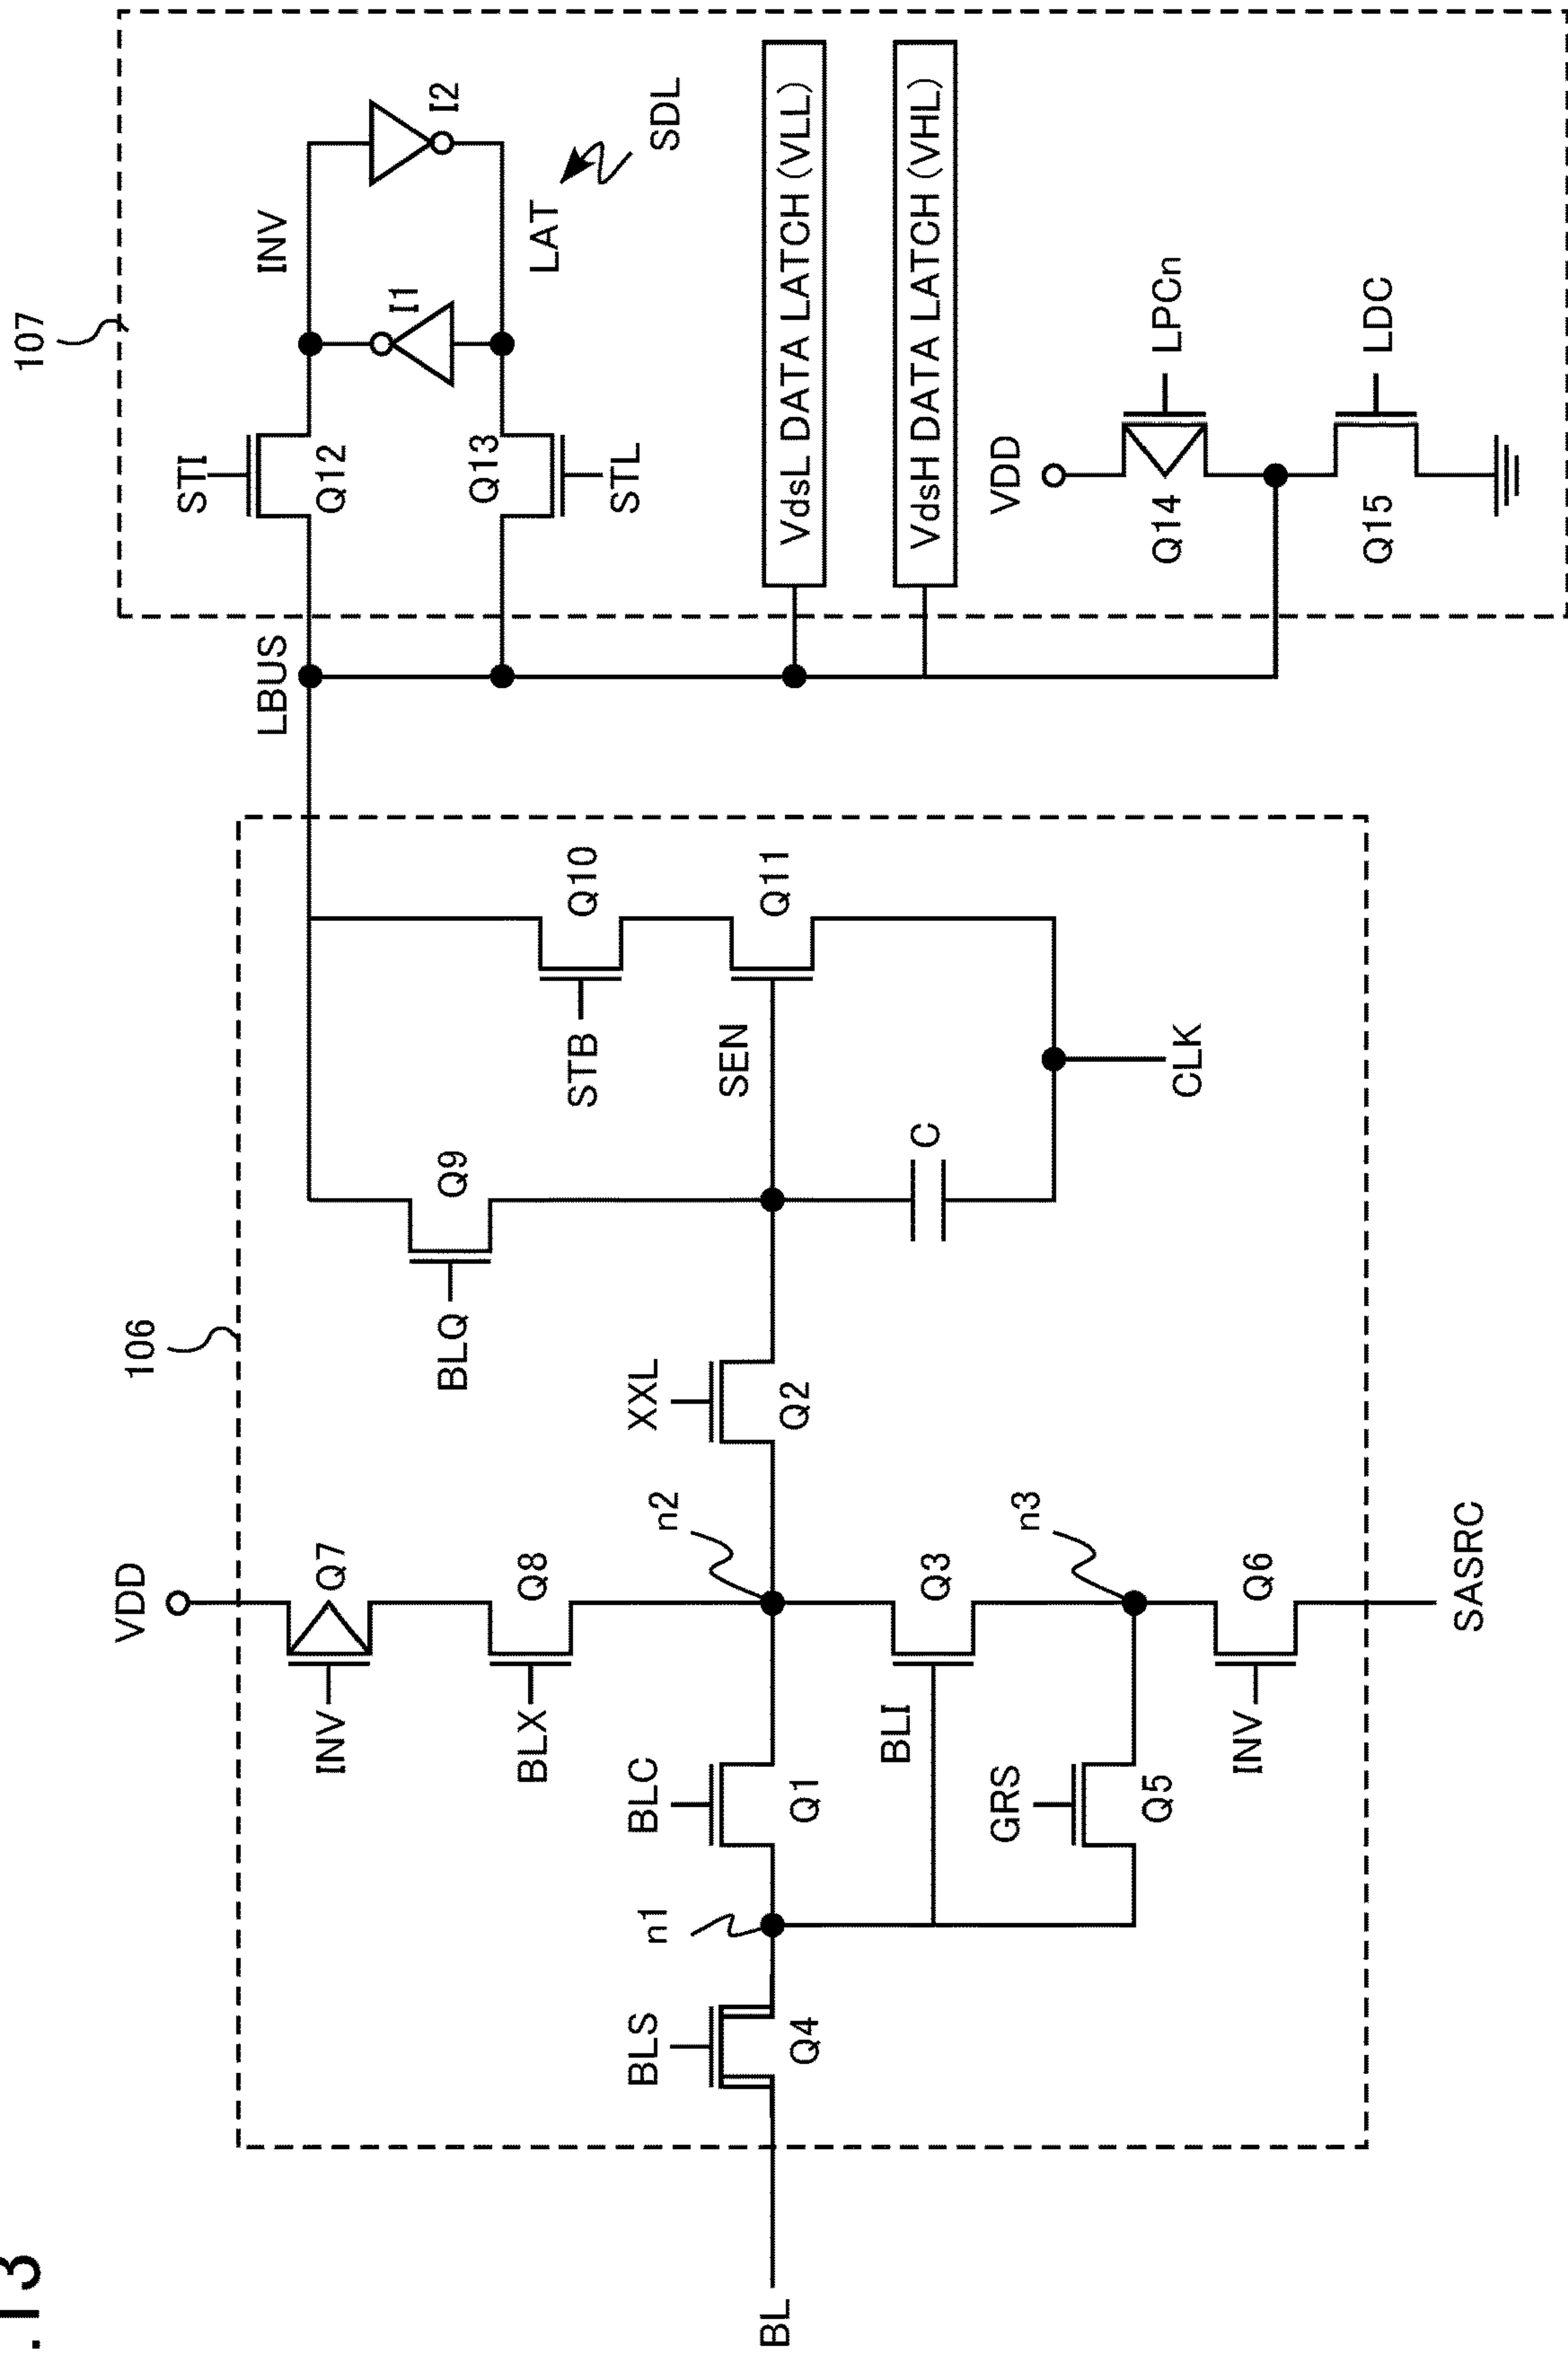 .13
107
106
VDD
STI
INV
LBUS
INV
Q7
Q12
I1
I2
BLX
Q8
BLQ
Q9
Q13
LAT
STB
Q10
STL
SDL
BLS
n1
BLC
n2
XXL
SEN
Q11
VdsL DATA LATCH (VLL)
BL
Q4
Q1
Q2
BLI
Q3
C
VdsH DATA LATCH (VHL)
GRS
n3
VDD
Q5
Q14
LPCn
CLK
INV
Q6
Q15
LDC
SASRC